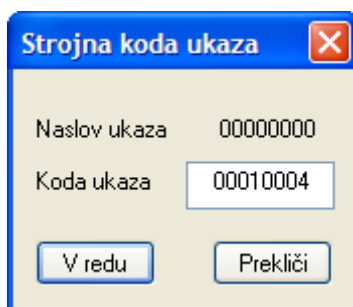 Strojna koda ukaza
Naslov ukaza 00000000
Koda ukaza 00010004
V redu Prekliči